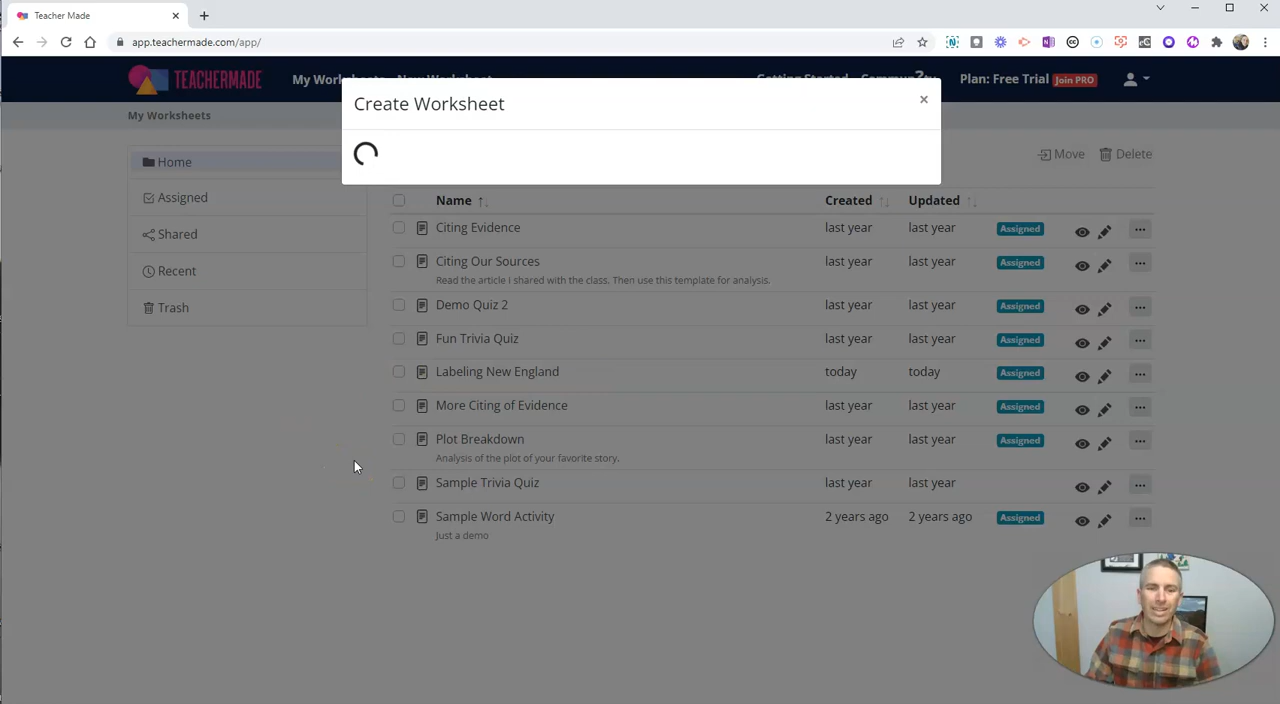 Teacher Made
app.teachermade.com/app/
TEACHERMADE
Plan: Free Trial Join PRO
My Worksheets
Create Worksheet
Home
Assigned
Shared
Recent
Trash
Move Delete
Name Created Updated
Citing Evidence last year last year Assigned
Citing Our Sources last year last year Assigned
Read the article I shared with the class. Then use this template for analysis.
Demo Quiz 2 last year last year Assigned
Fun Trivia Quiz last year last year Assigned
Labeling New England today today Assigned
More Citing of Evidence last year last year Assigned
Plot Breakdown last year last year Assigned
Analysis of the plot of your favorite story.
Sample Trivia Quiz last year last year
Sample Word Activity 2 years ago 2 years ago Assigned
Just a demo